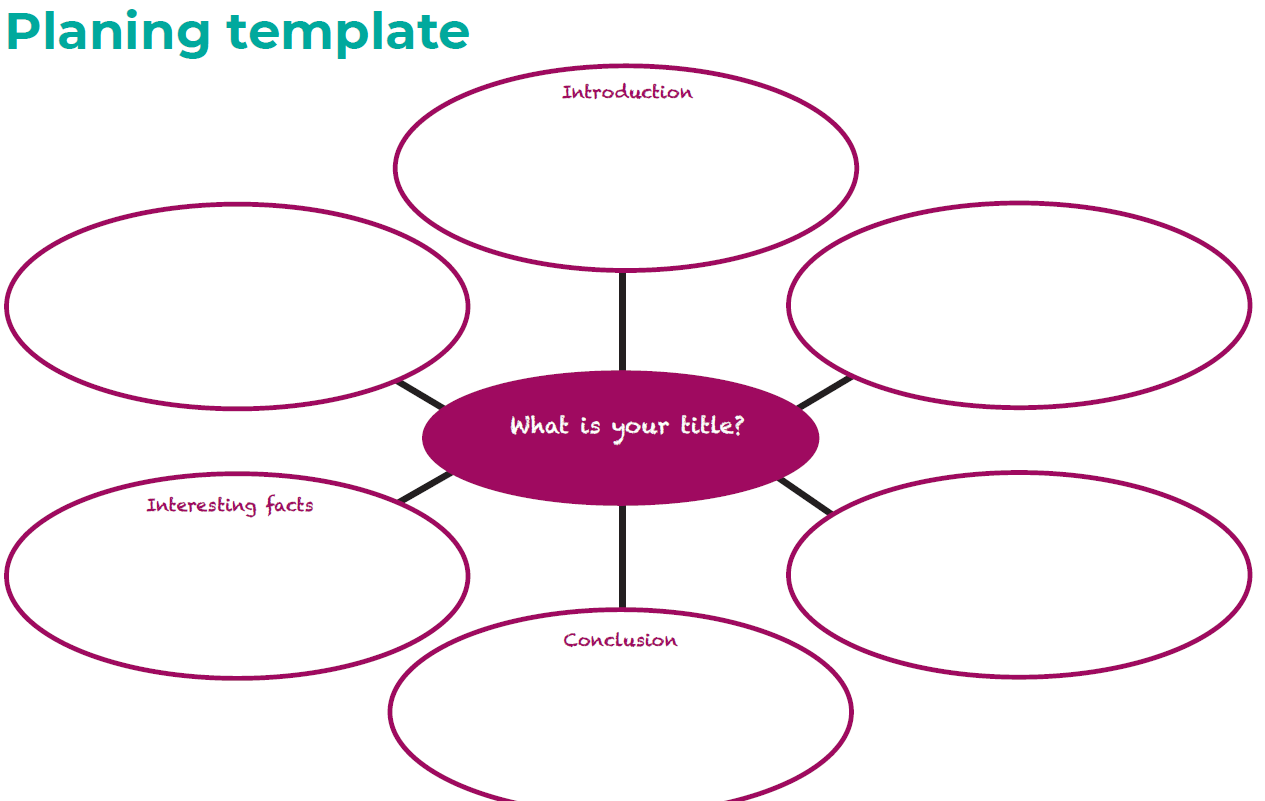 Planing template
Introduction
What is your title?
Interesting facts
Conclusion